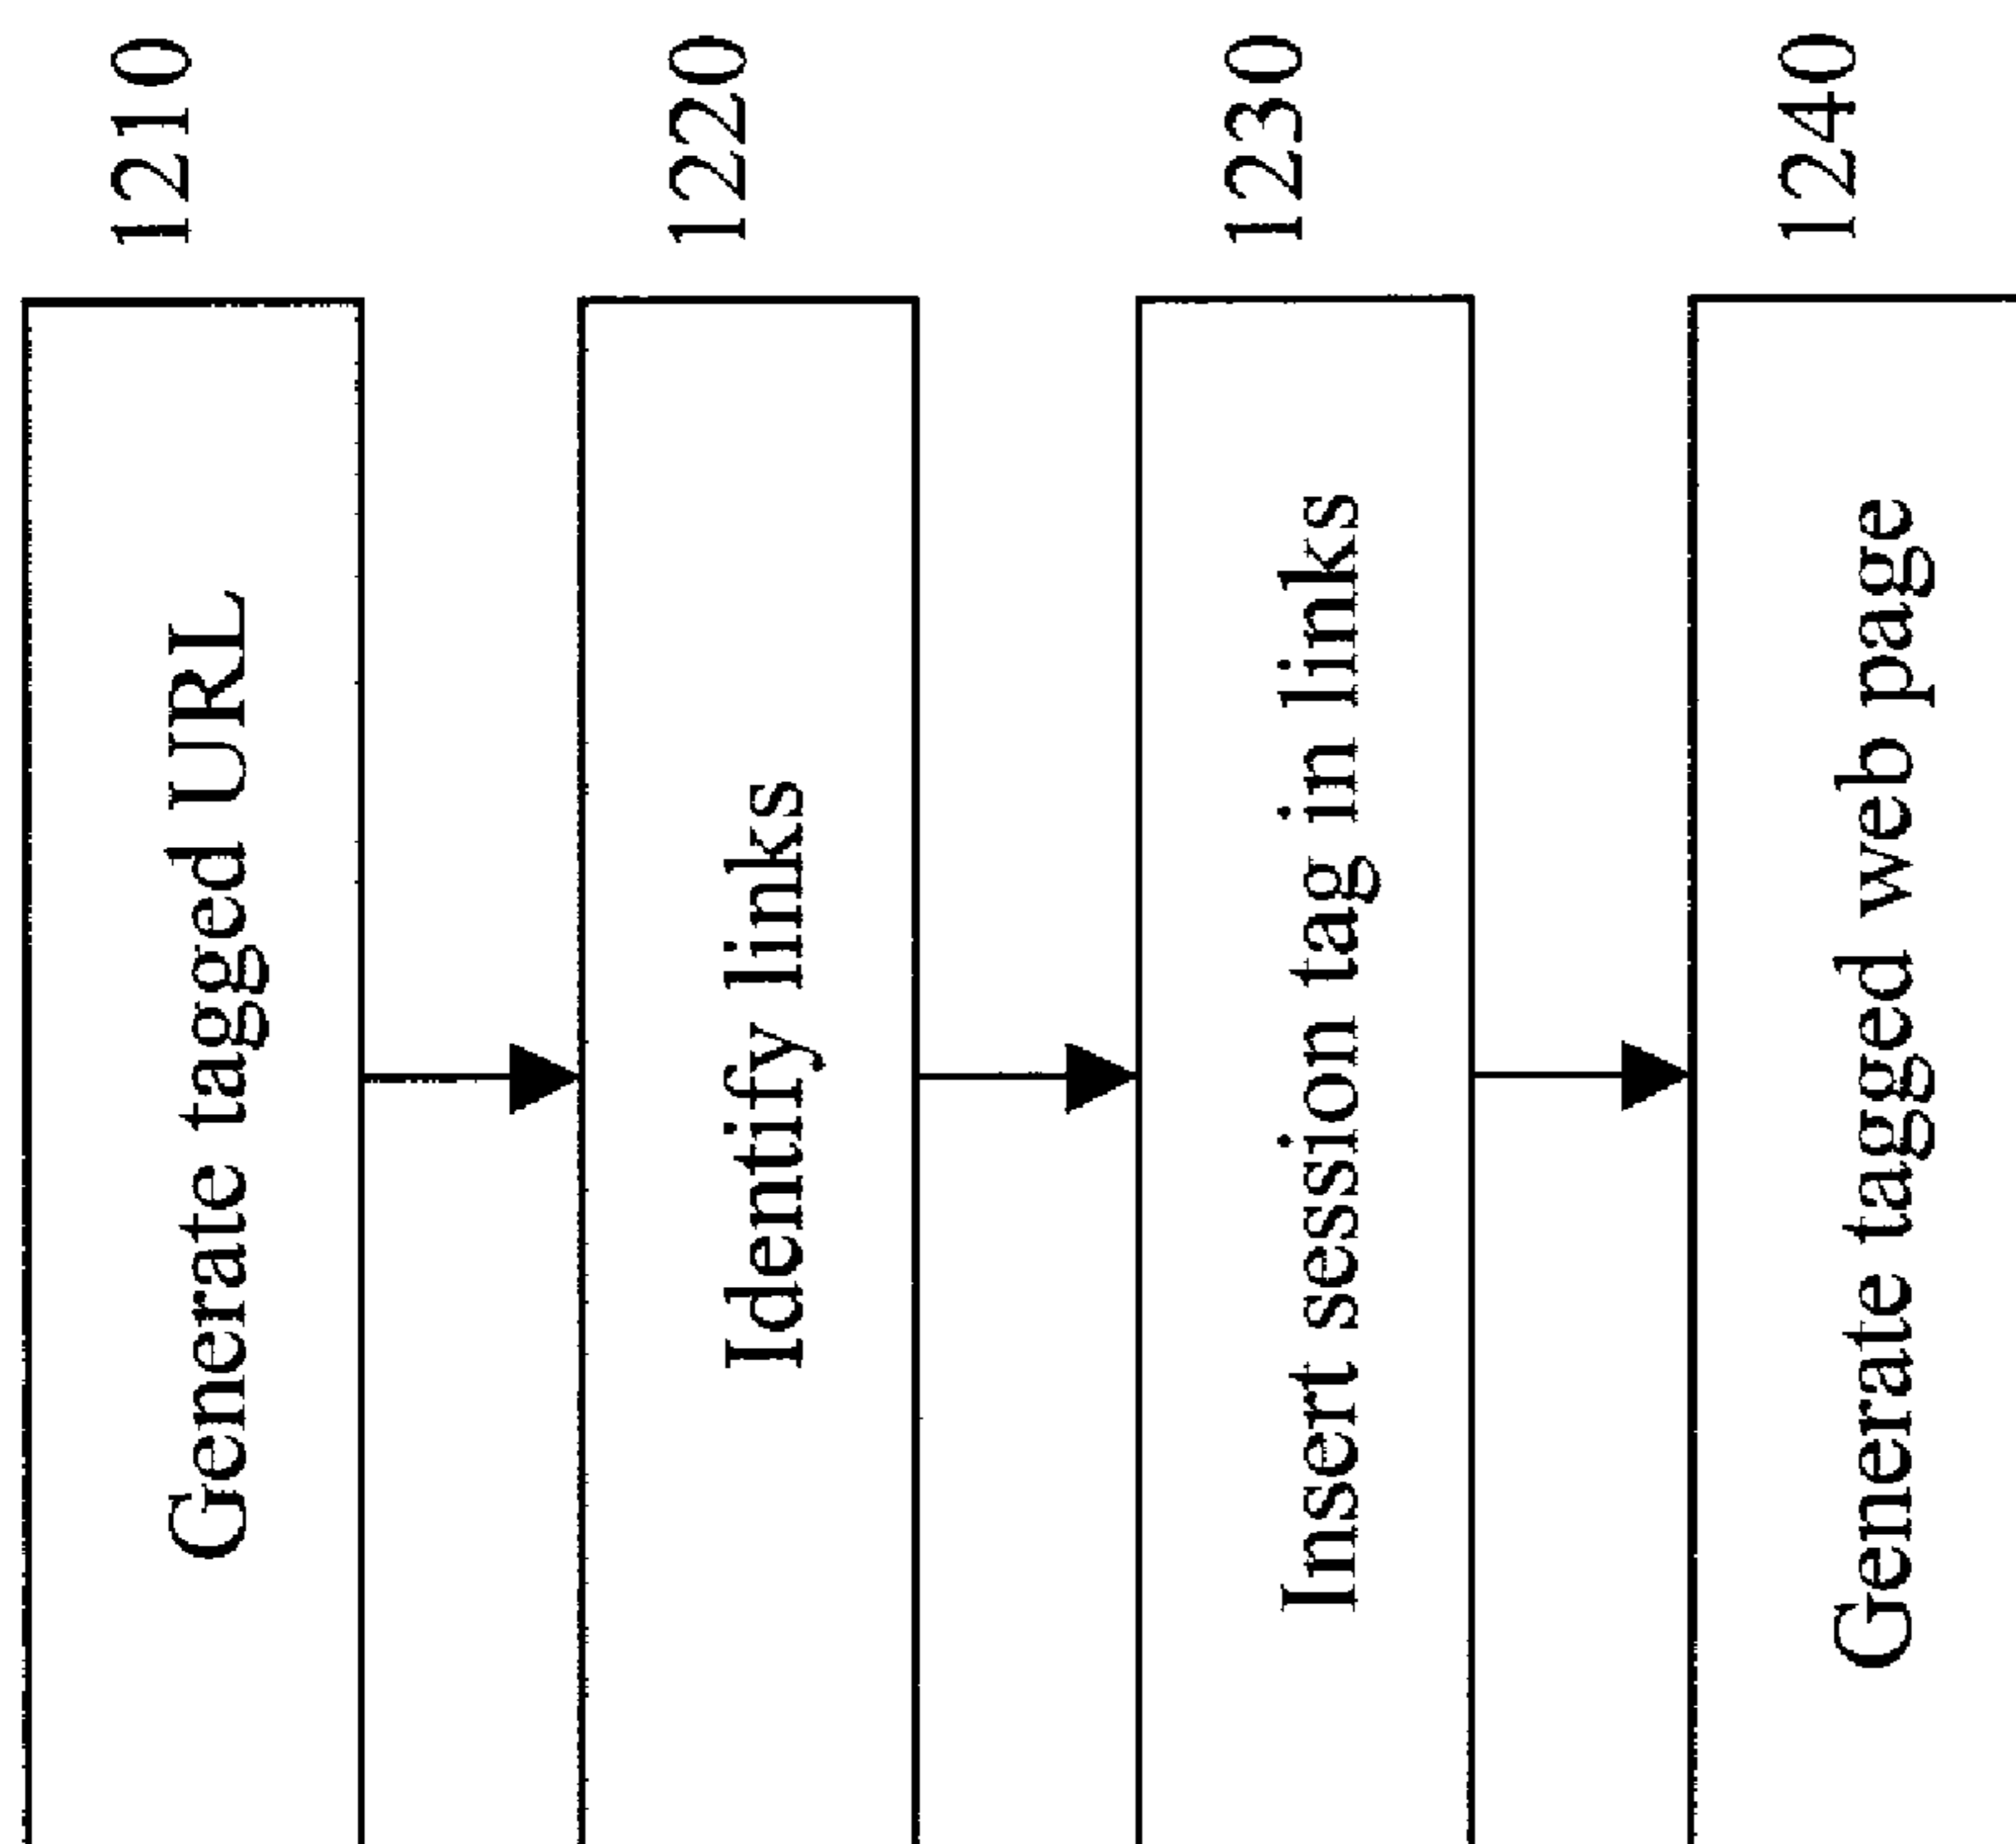 Generate tagged URL
1210
Identify links
1220
Insert session tag in links
1230
Generate tagged web page
1240